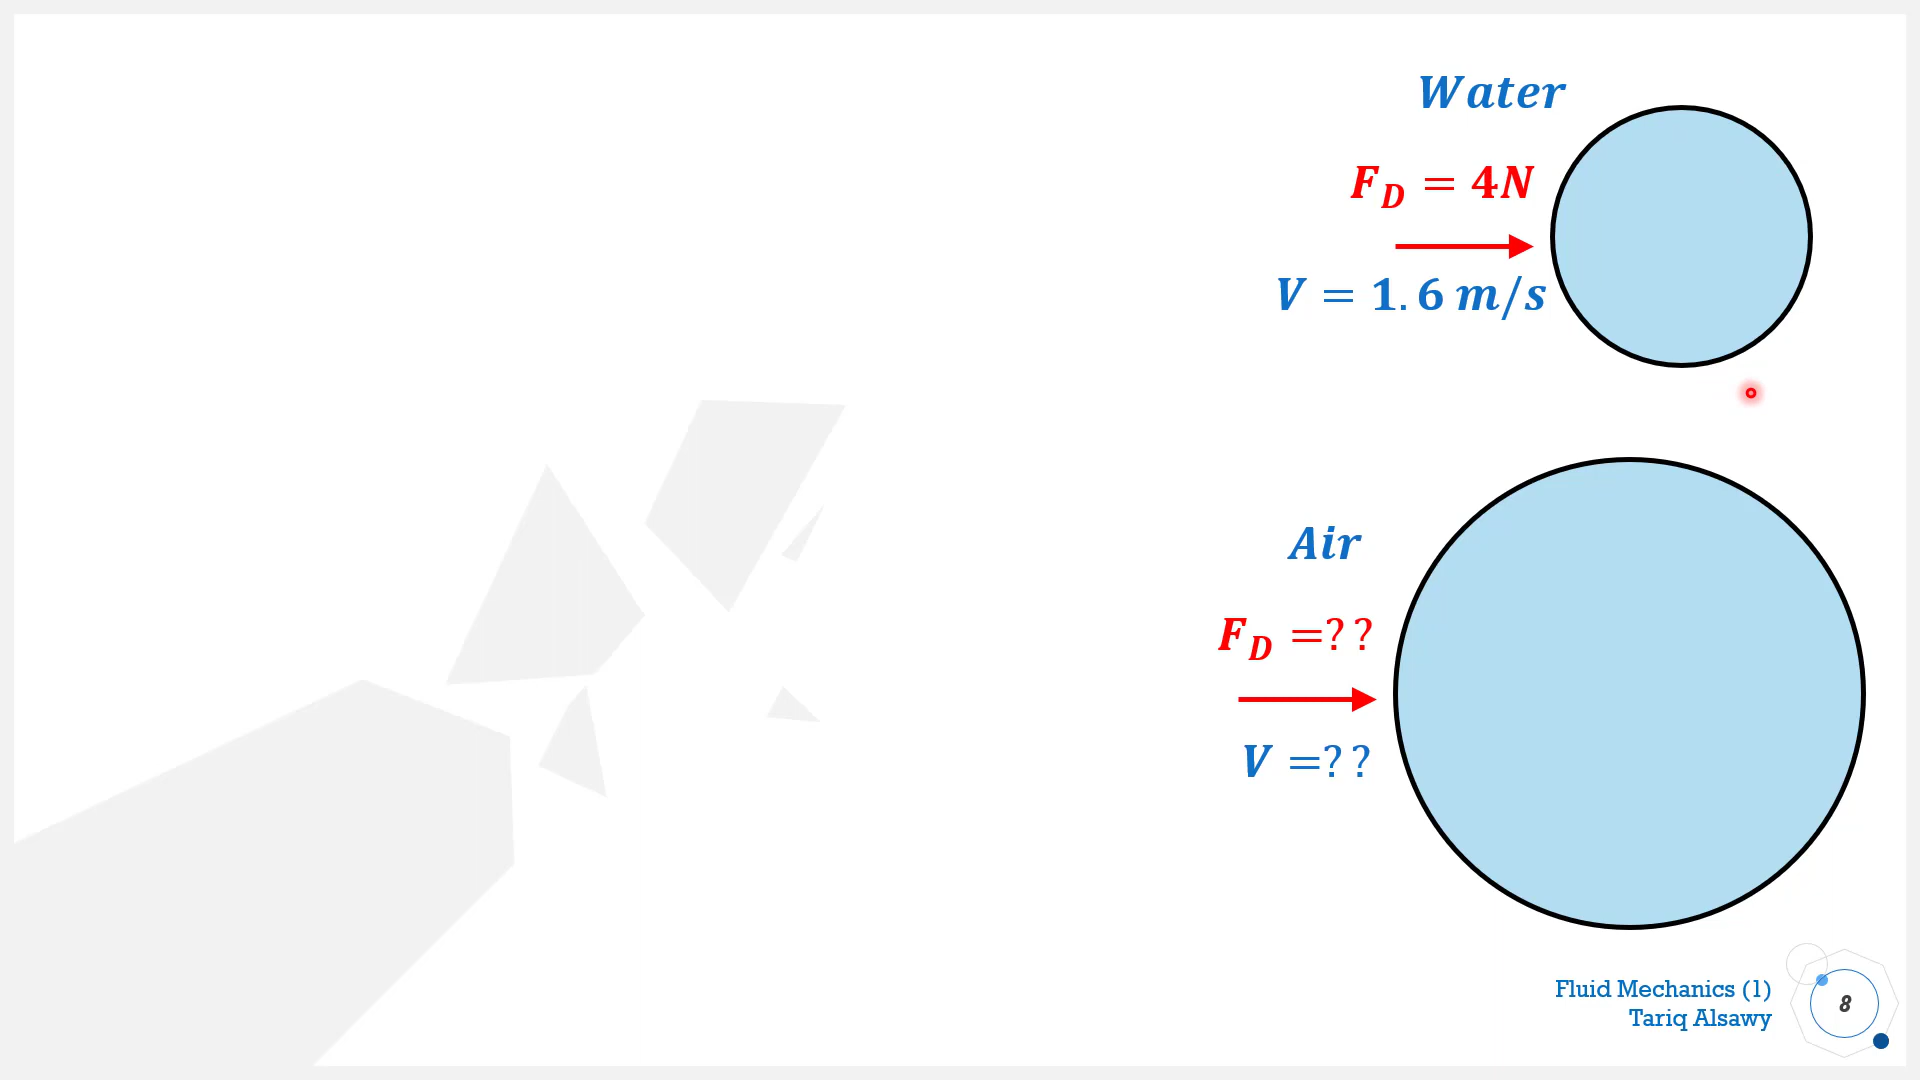 Water
F_D = 4N
V = 1.6 m/s
Air
F_D =??
V =??
Fluid Mechanics (1)
Tariq Alsawy
8